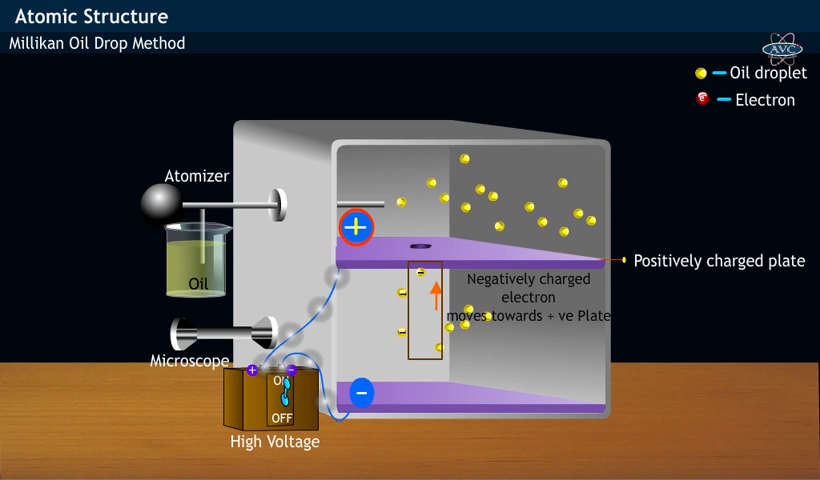 Atomic Structure
Millikan Oil Drop Method
AVC
Oil droplet
e
Electron
Atomizer
+
Positively charged plate
Oil
Negatively charged
electron
moves towards + ve Plate
Microscope
+
−
ON
−
OFF
High Voltage